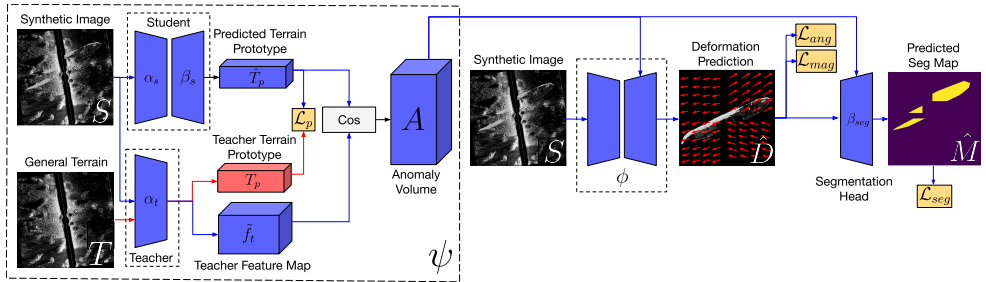 Synthetic Image
S
Student
α_s
β_s
Predicted Terrain
Prototype
T̂_p
L_p
Cos
A
Anomaly
Volume
General Terrain
T
α_t
Teacher
Teacher Terrain
Prototype
T_p
f̃_t
Teacher Feature Map
ψ
Synthetic Image
S
ϕ
Deformation
Prediction
D̂
L_ang
L_mag
β_seg
Segmentation
Head
Predicted
Seg Map
M̂
L_seg